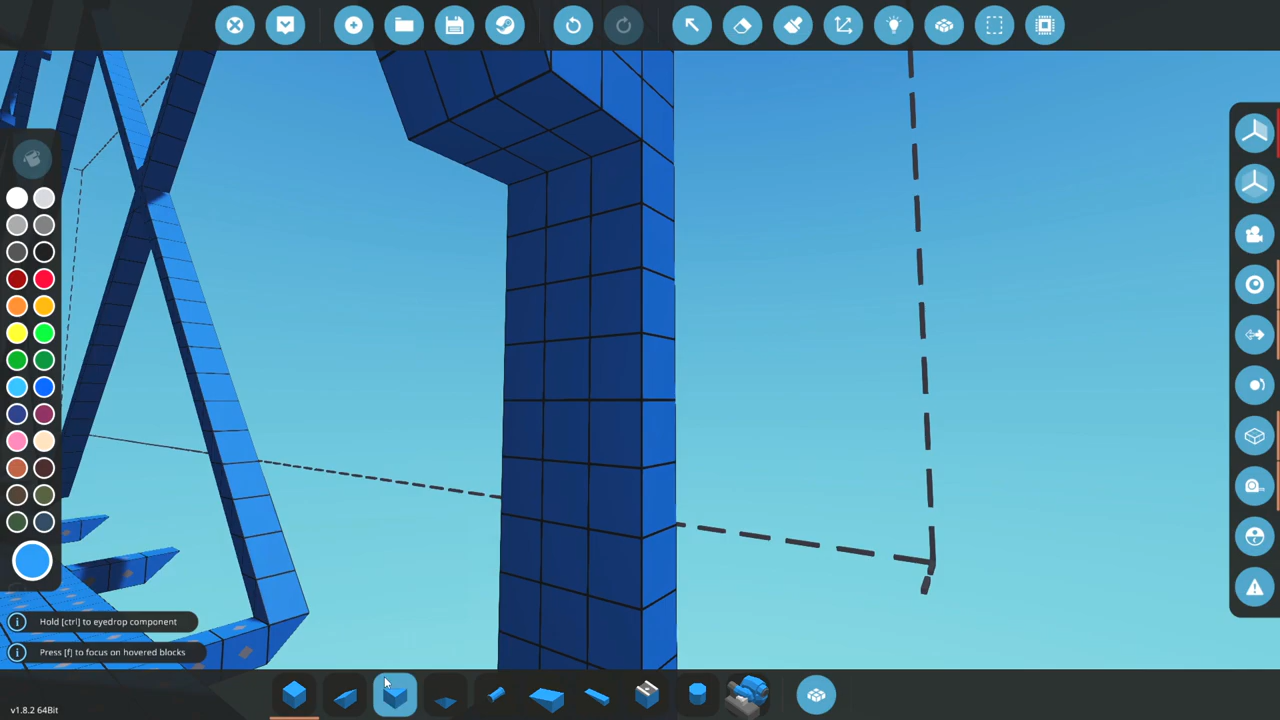 Hold [ctrl] to eyedrop component
Press [f] to focus on hovered blocks
v1.8.2 64Bit